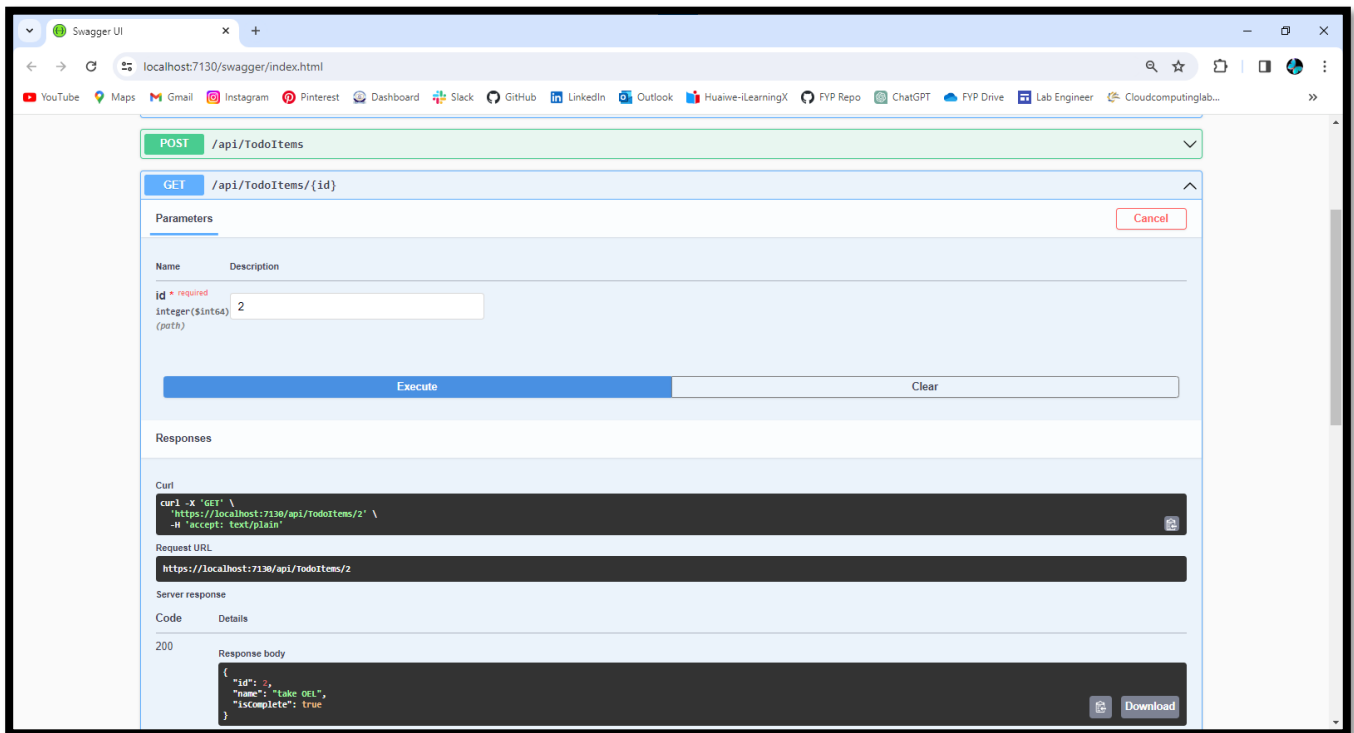 Swagger UI
localhost:7130/swagger/index.html
YouTube Maps Gmail Instagram Pinterest Dashboard Slack GitHub LinkedIn Outlook Huaiwe-iLearningX FYP Repo ChatGPT FYP Drive Lab Engineer Cloudcomputinglab...
POST /api/TodoItems
GET /api/TodoItems/{id}
Parameters Cancel
Name Description
id * required
integer($int64) 2
(path)
Execute Clear
Responses
Curl
curl -X 'GET' \
'https://localhost:7130/api/TodoItems/2' \
-H 'accept: text/plain'
Request URL
https://localhost:7130/api/TodoItems/2
Server response
Code Details
200
Response body
{
"id": 2,
"name": "take OEL",
"isComplete": true
}
Download